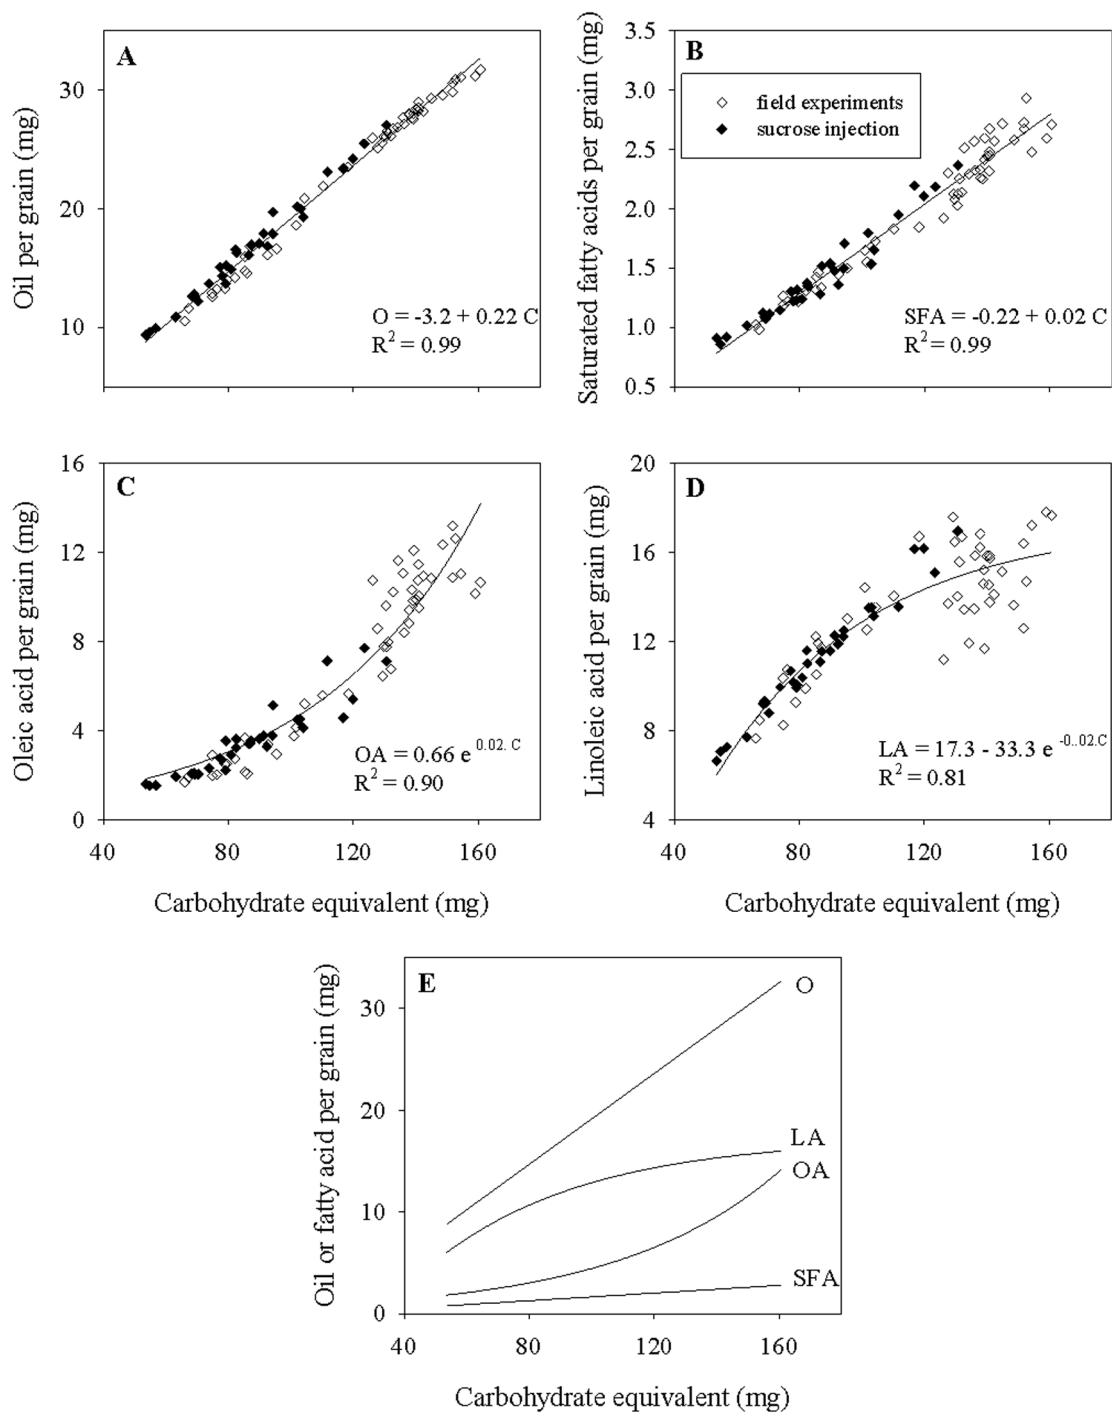 A
Oil per grain (mg)
30
20
10
O = -3.2 + 0.22 C
R2 = 0.99
B
Saturated fatty acids per grain (mg)
3.5
3.0
2.5
2.0
1.5
1.0
0.5
field experiments
sucrose injection
SFA = -0.22 + 0.02 C
R2 = 0.99
C
Oleic acid per grain (mg)
16
12
8
4
0
OA = 0.66 e 0.02. C
R2 = 0.90
40 80 120 160
Carbohydrate equivalent (mg)
D
Linoleic acid per grain (mg)
20
16
12
8
4
LA = 17.3 - 33.3 e -0..02.C
R2 = 0.81
40 80 120 160
Carbohydrate equivalent (mg)
E
Oil or fatty acid per grain (mg)
30
20
10
0
O
LA
OA
SFA
40 80 120 160
Carbohydrate equivalent (mg)